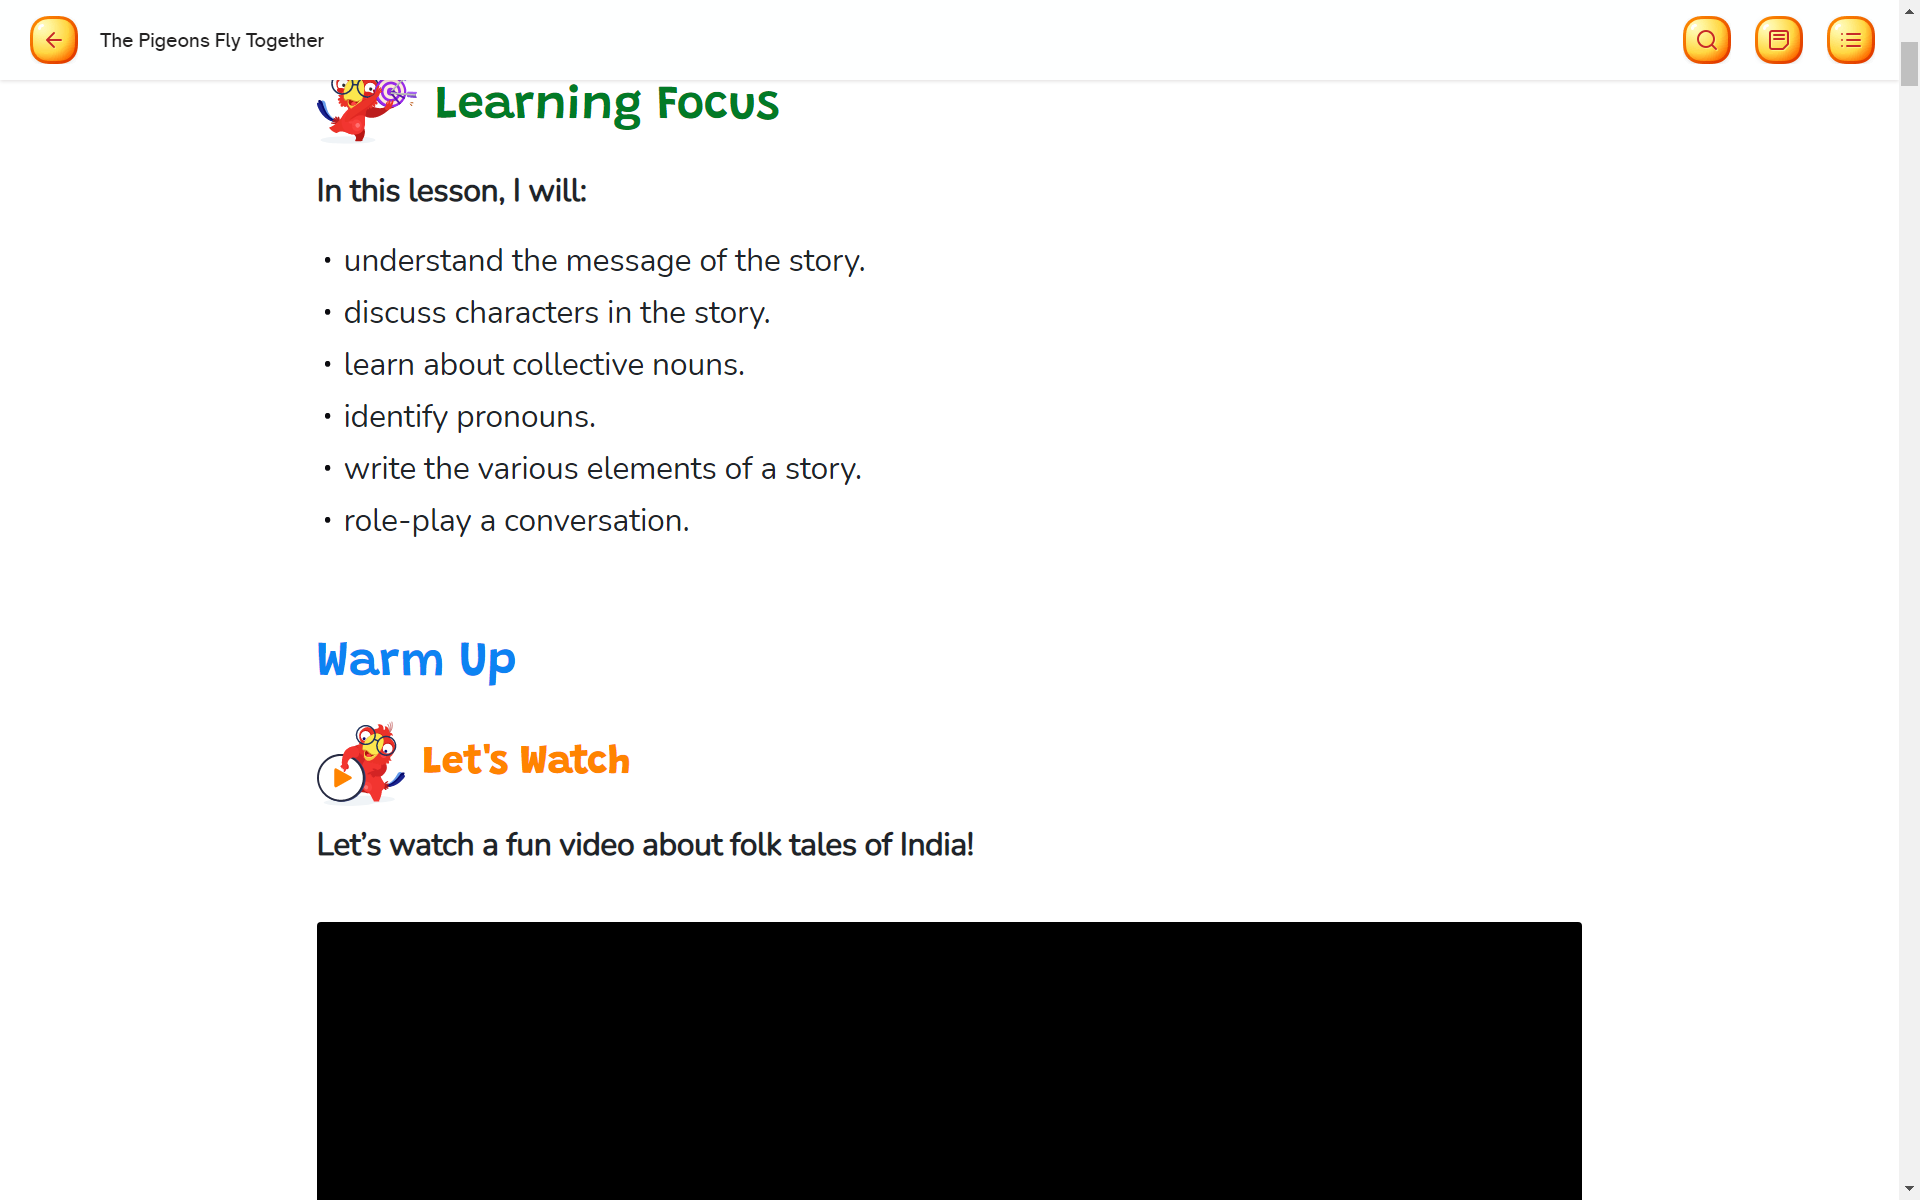 The Pigeons Fly Together
Learning Focus
In this lesson, I will:
• understand the message of the story.
• discuss characters in the story.
• learn about collective nouns.
• identify pronouns.
• write the various elements of a story.
• role-play a conversation.
Warm Up
Let's Watch
Let’s watch a fun video about folk tales of India!